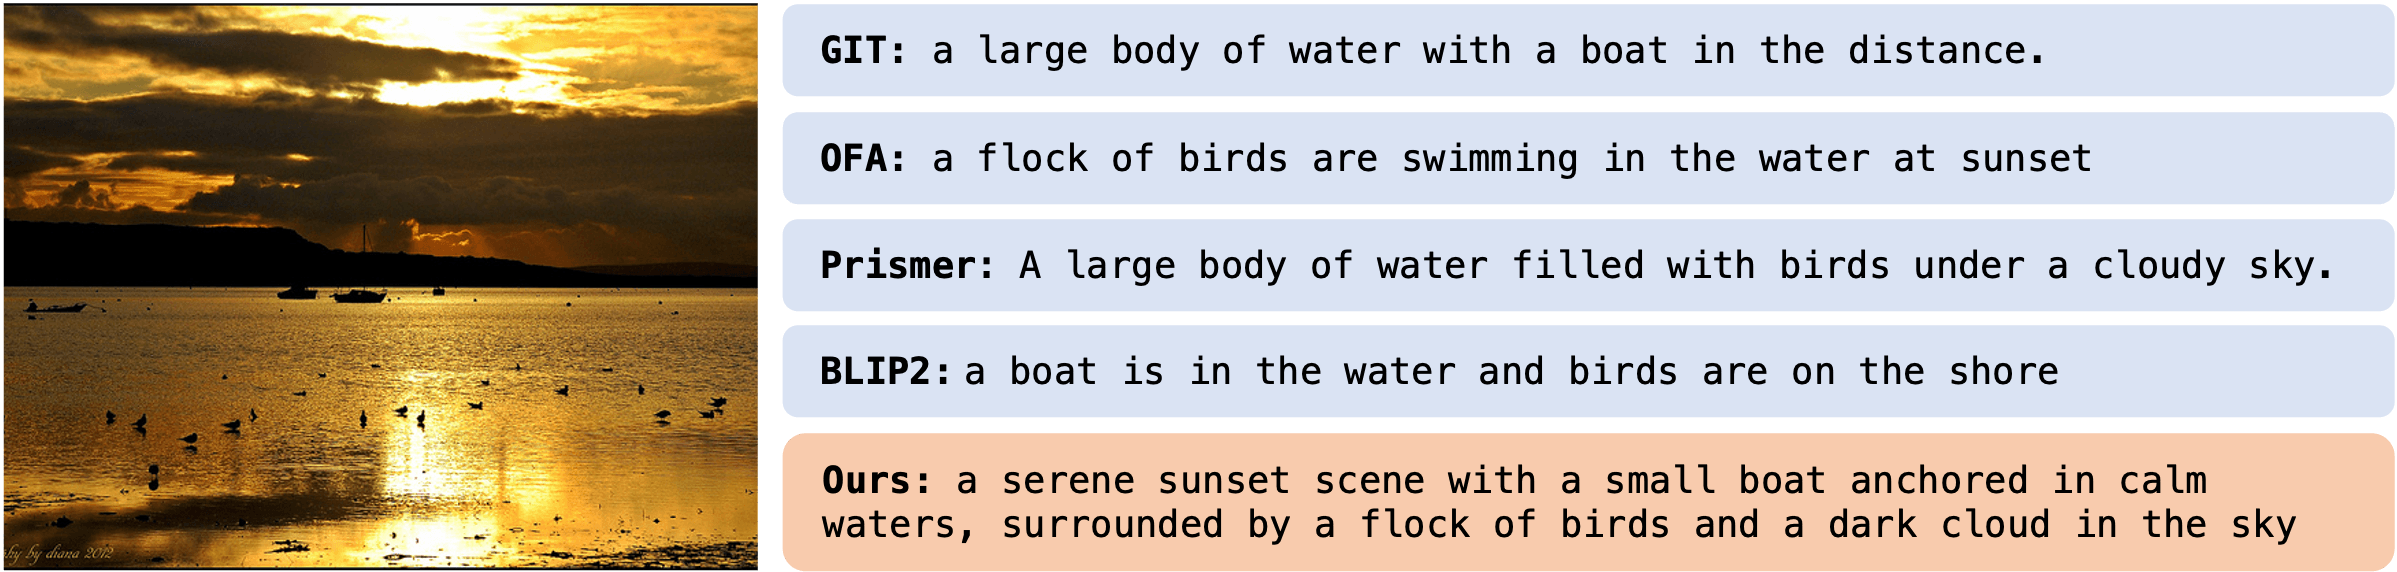 GIT: a large body of water with a boat in the distance.
OFA: a flock of birds are swimming in the water at sunset
Prismer: A large body of water filled with birds under a cloudy sky.
BLIP2: a boat is in the water and birds are on the shore
Ours: a serene sunset scene with a small boat anchored in calm
waters, surrounded by a flock of birds and a dark cloud in the sky
by diana 2012